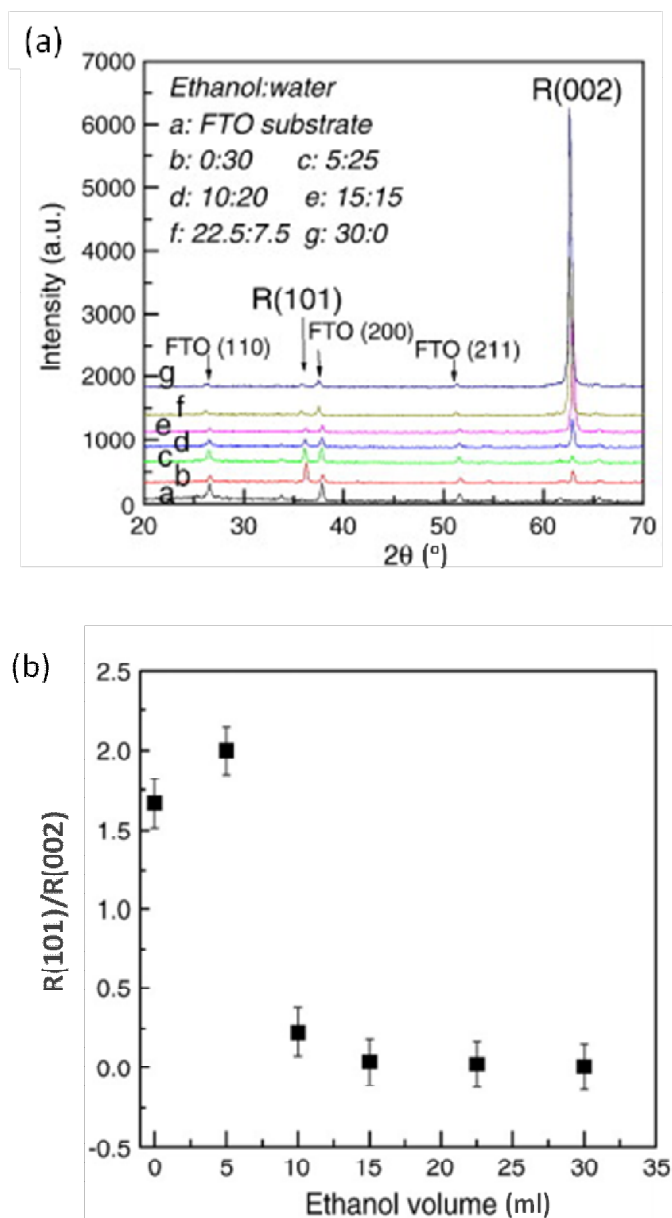 (a)
7000
6000
5000
4000
3000
2000
1000
0
Intensity (a.u.)
Ethanol:water
a: FTO substrate
b: 0:30 c: 5:25
d: 10:20 e: 15:15
f: 22.5:7.5 g: 30:0
R(002)
R(101)
FTO (110)
FTO (200)
FTO (211)
g
f
e
d
c
b
a
20 30 40 50 60 70
2θ (°)
(b)
2.5
2.0
1.5
1.0
0.5
0.0
-0.5
R(101)/R(002)
0 5 10 15 20 25 30 35
Ethanol volume (ml)